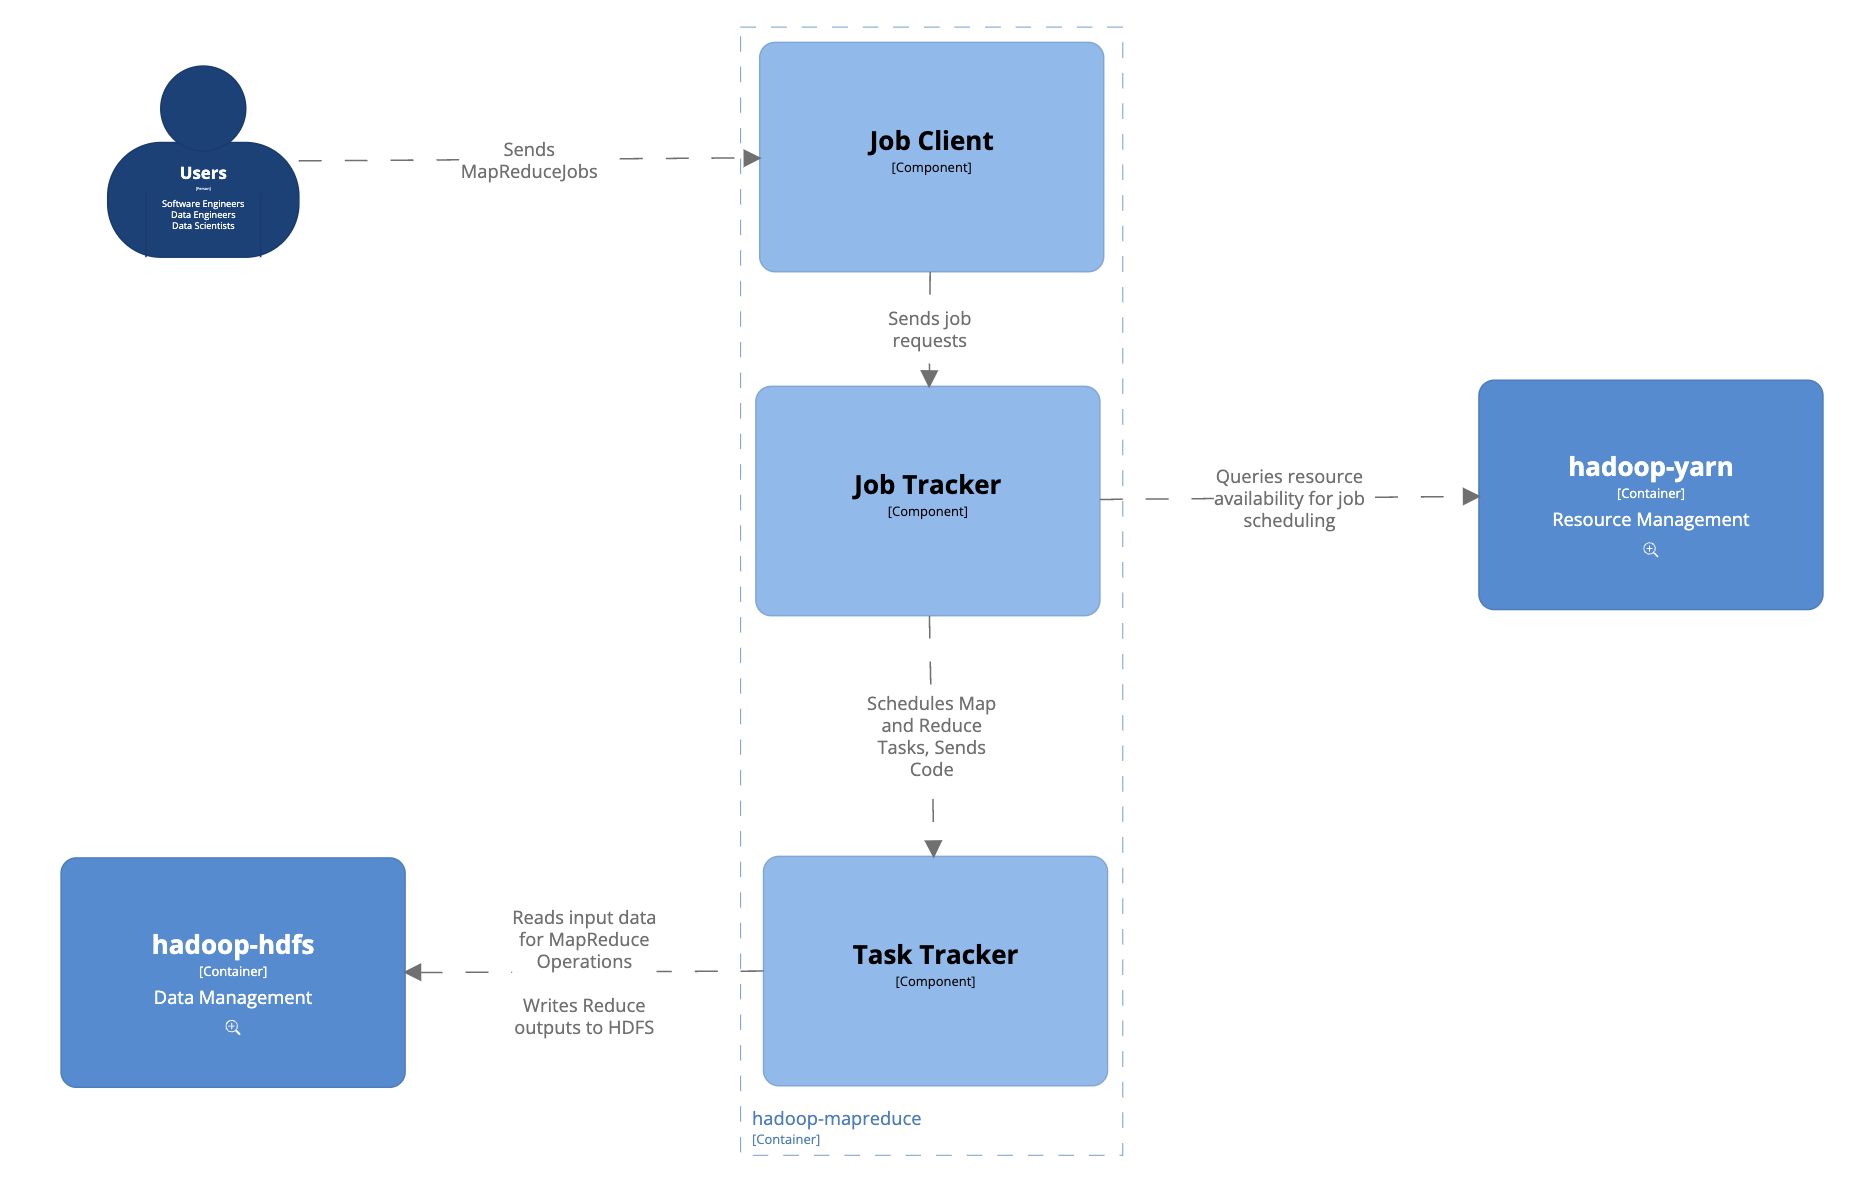 Users
[Person]
Software Engineers
Data Engineers
Data Scientists
Sends
MapReduceJobs
Job Client
[Component]
Sends job
requests
Job Tracker
[Component]
Queries resource
availability for job
scheduling
hadoop-yarn
[Container]
Resource Management
Schedules Map
and Reduce
Tasks, Sends
Code
Task Tracker
[Component]
Reads input data
for MapReduce
Operations
Writes Reduce
outputs to HDFS
hadoop-hdfs
[Container]
Data Management
hadoop-mapreduce
[Container]